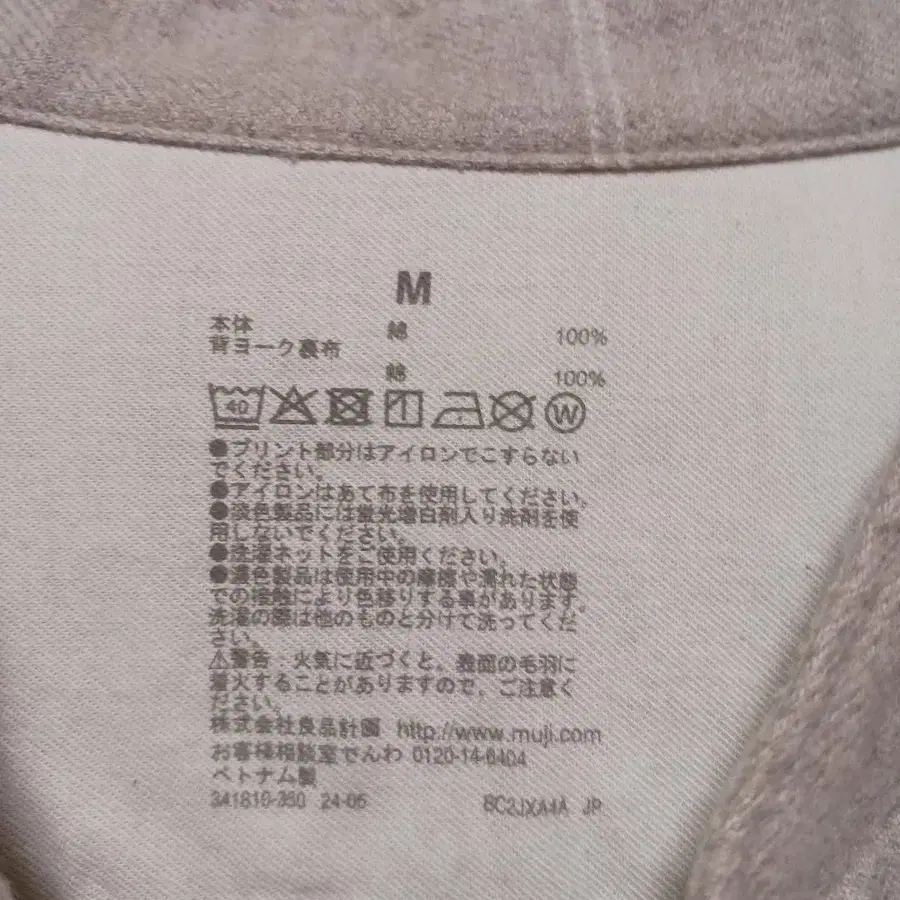 M
本体 綿 100%
背ヨーク裏布
綿 100%
40 W
●プリント部分はアイロンでこすらない
でください。
●アイロンはあて布を使用してください。
●淡色製品には蛍光増白剤入り洗剤を使
用しないでください。
●洗濯ネットをご使用ください。
●濃色製品は使用中の摩擦や濡れた状態
での接触により色移りする事があります。
洗濯の際は他のものと分けて洗ってくだ
さい。
⚠警告：火気に近づくと、表面の毛羽に
着火することがありますので、ご注意く
ださい。
株式会社良品計画 http://www.muji.com
お客様相談室でんわ 0120-14-6404
ベトナム製
341810-350 24-05 8C2JXA4A JP